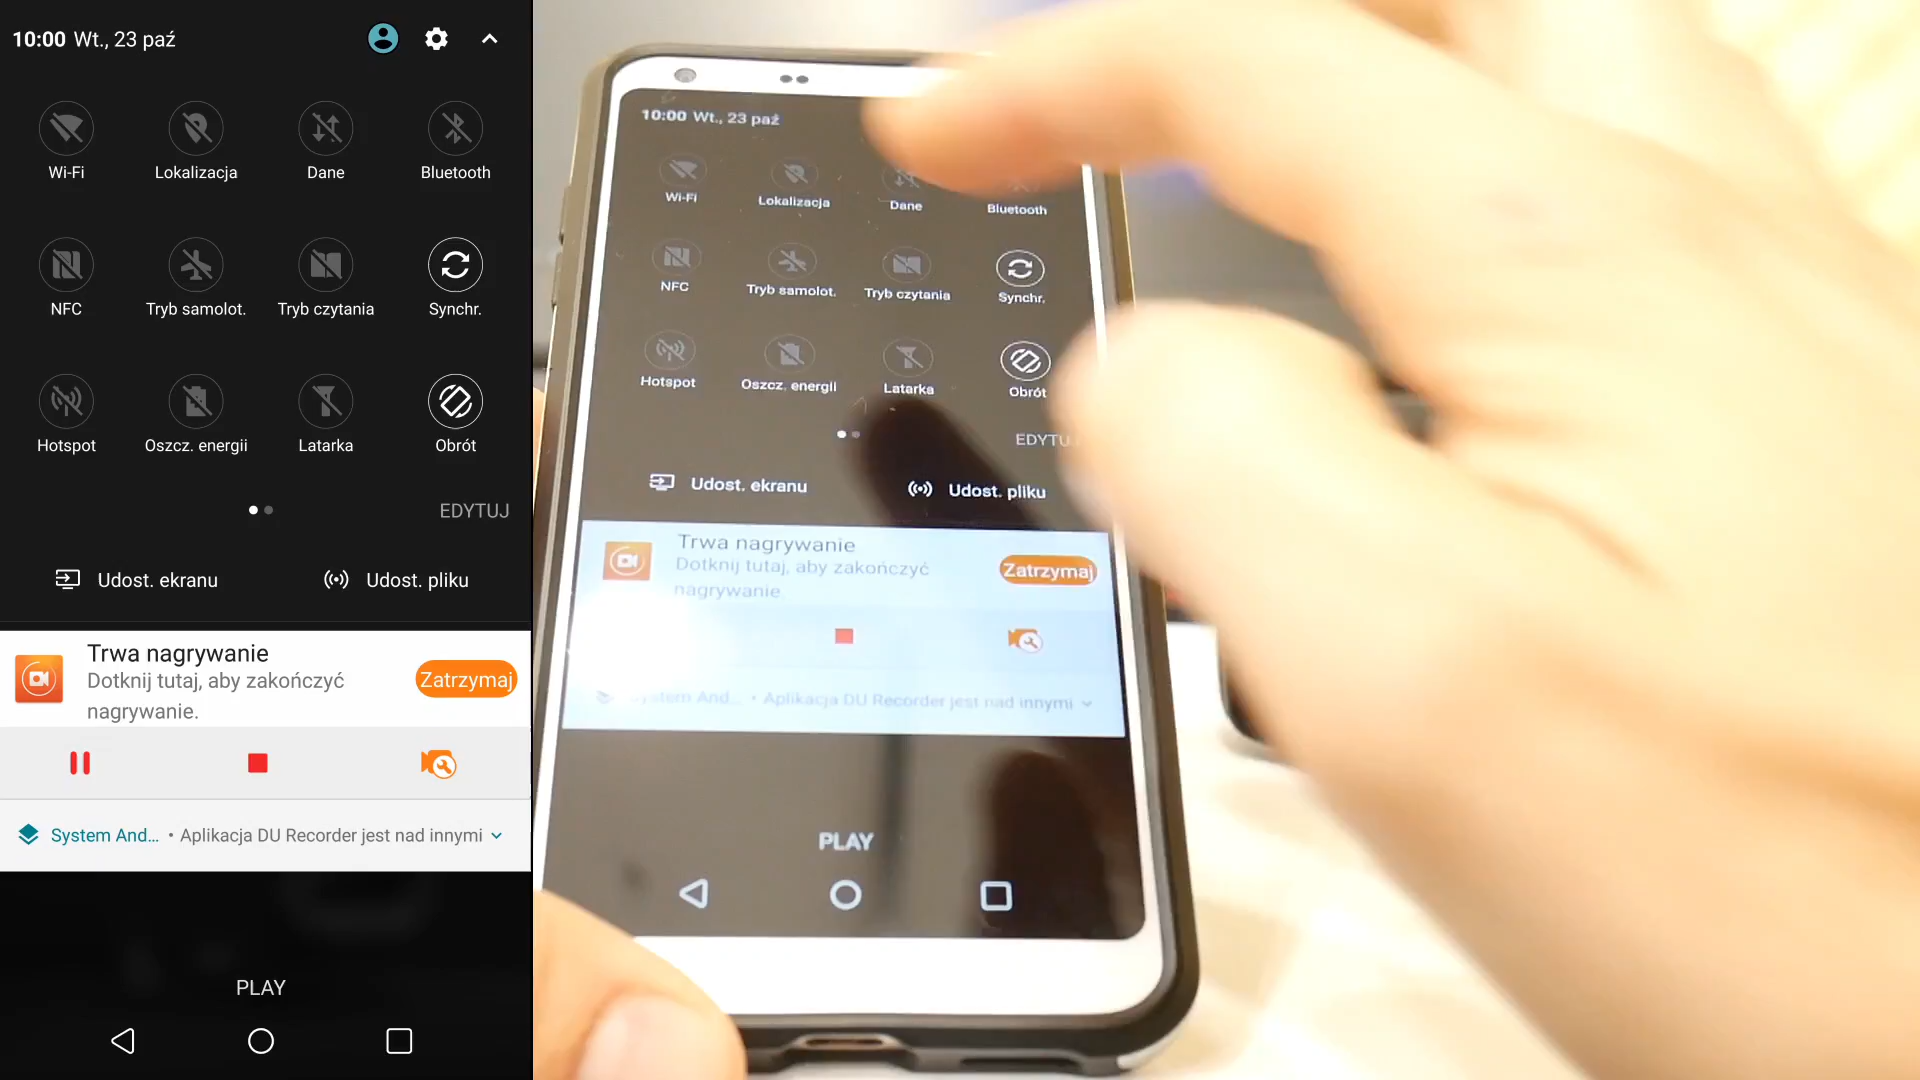 10:00 Wt., 23 paź
Wi-Fi Lokalizacja Dane Bluetooth
NFC Tryb samolot. Tryb czytania Synchr.
Hotspot Oszcz. energii Latarka Obrót
EDYTUJ
Udost. ekranu Udost. pliku
Trwa nagrywanie
Dotknij tutaj, aby zakończyć
nagrywanie.
Zatrzymaj
System And... • Aplikacja DU Recorder jest nad innymi
PLAY
10:00 Wt., 23 paź
Wi-Fi Lokalizacja Dane Bluetooth
NFC Tryb samolot. Tryb czytania Synchr.
Hotspot Oszcz. energii Latarka Obrót
EDYTU
Udost. ekranu Udost. pliku
Trwa nagrywanie
Dotknij tutaj, aby zakończyć
nagrywanie.
Zatrzymaj
System And... • Aplikacja DU Recorder jest nad innymi
PLAY